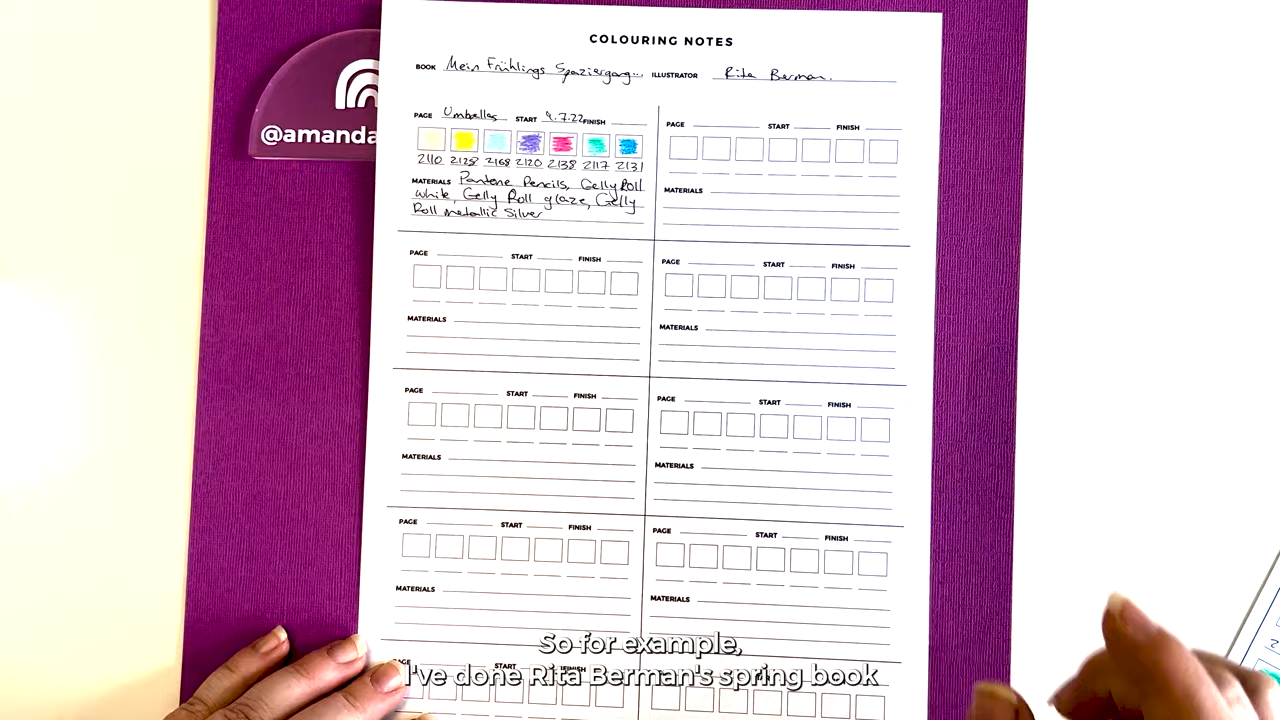 COLOURING NOTES
BOOK Mein Frühlings Spaziergang... ILLUSTRATOR Rita Berman.
@amanda
PAGE Umbrellas START 9.7.22 FINISH
2110 2128 2168 2120 2138 2117 2131
MATERIALS Pantone Pencils, Gelly Roll
white, Gelly Roll glaze, Gelly
Roll metallic Silver
PAGE START FINISH
MATERIALS
PAGE START FINISH
MATERIALS
PAGE START FINISH
MATERIALS
PAGE START FINISH
MATERIALS
PAGE START FINISH
MATERIALS
PAGE START FINISH
MATERIALS
PAGE START FINISH
MATERIALS
START
So for example,
I've done Rita Berman's spring book